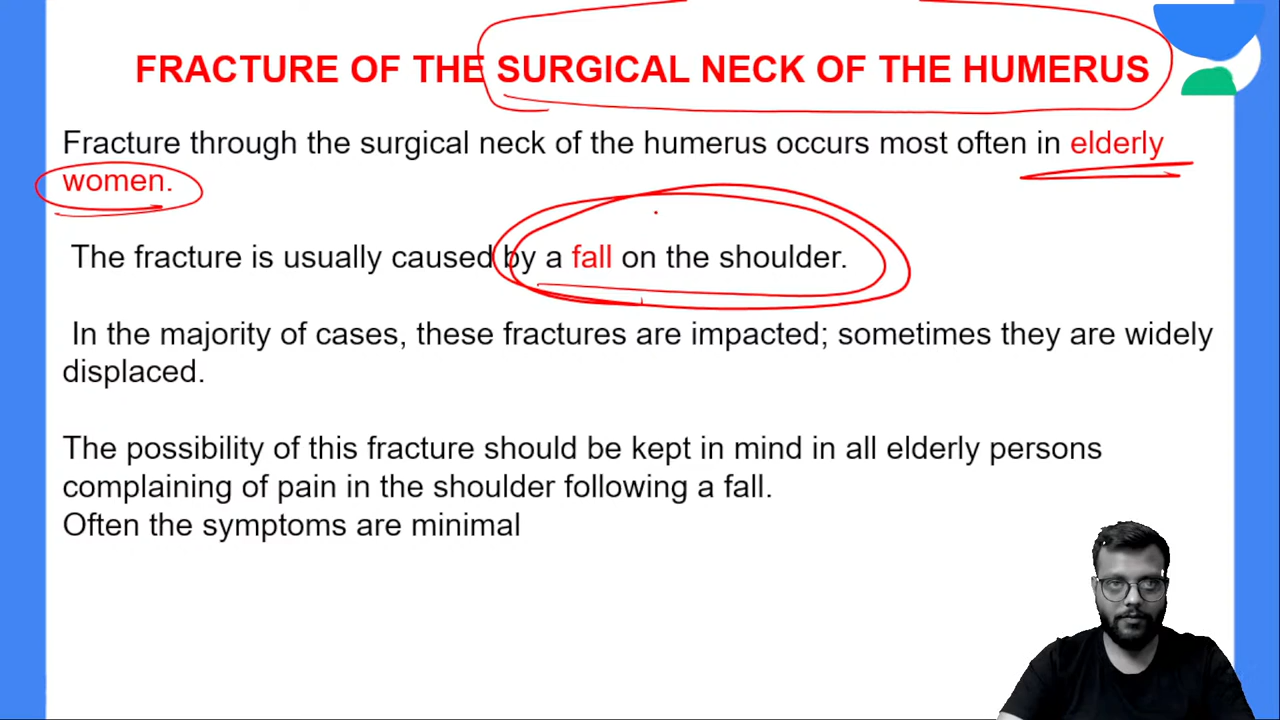 FRACTURE OF THE SURGICAL NECK OF THE HUMERUS
Fracture through the surgical neck of the humerus occurs most often in elderly
women.
The fracture is usually caused by a fall on the shoulder.
In the majority of cases, these fractures are impacted; sometimes they are widely
displaced.
The possibility of this fracture should be kept in mind in all elderly persons
complaining of pain in the shoulder following a fall.
Often the symptoms are minimal